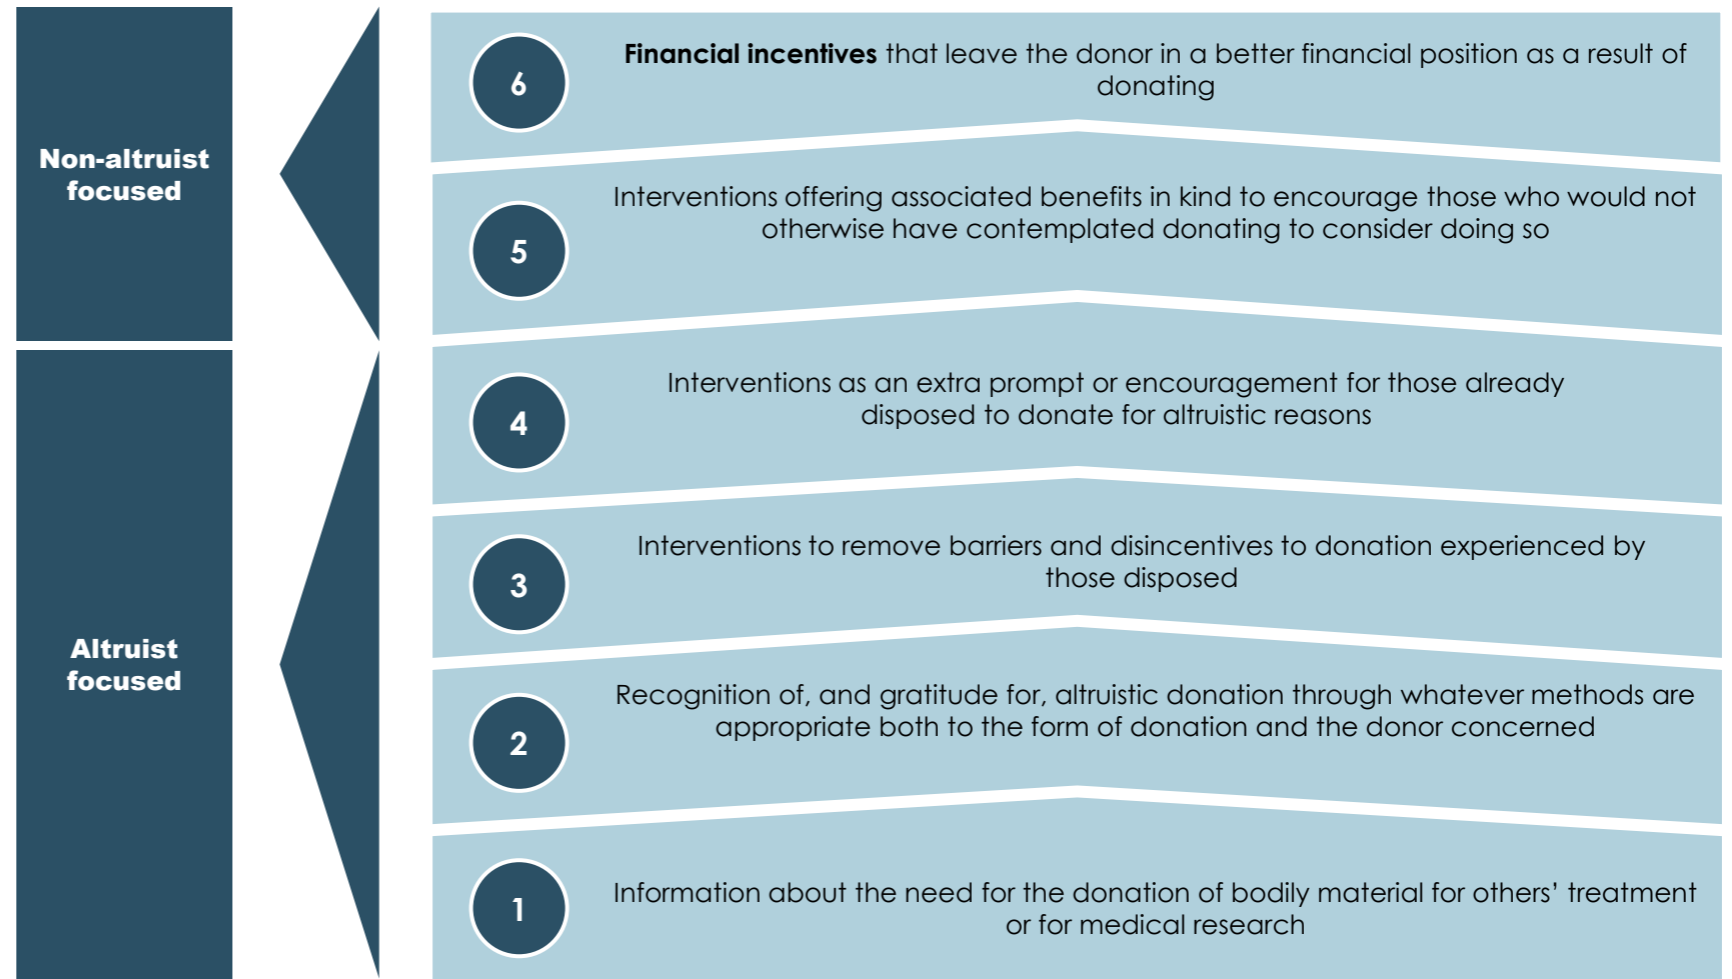 Non-altruist
focused
6
Financial incentives that leave the donor in a better financial position as a result of
donating
5
Interventions offering associated benefits in kind to encourage those who would not
otherwise have contemplated donating to consider doing so
Altruist
focused
4
Interventions as an extra prompt or encouragement for those already
disposed to donate for altruistic reasons
3
Interventions to remove barriers and disincentives to donation experienced by
those disposed
2
Recognition of, and gratitude for, altruistic donation through whatever methods are
appropriate both to the form of donation and the donor concerned
1
Information about the need for the donation of bodily material for others’ treatment
or for medical research